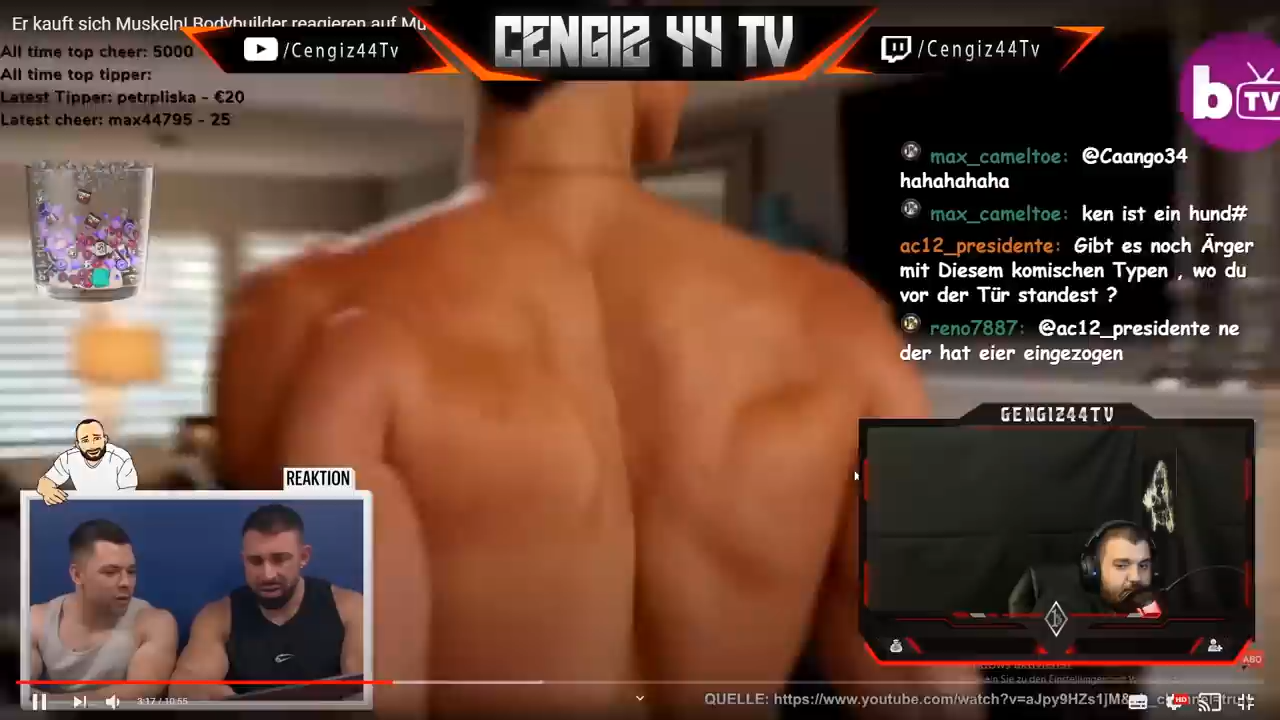 Er kauft sich Muskeln! Bodybuilder reagieren auf Mu
All time top cheer: 5000
All time top tipper:
Latest Tipper: petrpliska - €20
Latest cheer: max44795 - 25
/Cengiz44Tv
CENGIZ 44 TV
/Cengiz44Tv
b TV
max_cameltoe: @Caango34
hahahahaha
max_cameltoe: ken ist ein hund#
ac12_presidente: Gibt es noch Ärger
mit Diesem komischen Typen , wo du
vor der Tür standest ?
reno7887: @ac12_presidente ne
der hat eier eingezogen
GENGIZ44TV
REAKTION
ABO
3:17 / 10:55
QUELLE: https://www.youtube.com/watch?v=aJpy9HZs1jM&
HD